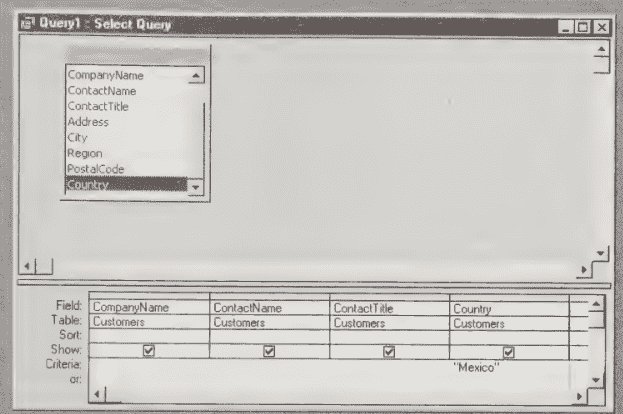 Query1 : Select Query
CompanyName
ContactName
ContactTitle
Address
City
Region
PostalCode
Country
Field: CompanyName ContactName ContactTitle Country
Table: Customers Customers Customers Customers
Sort:
Show:
Criteria: "Mexico"
or: